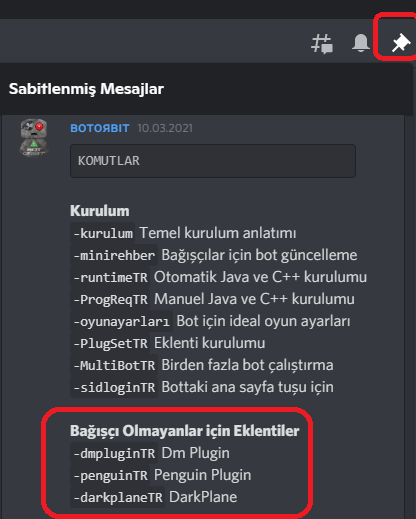 Sabitlenmiş Mesajlar
BOTOЯBIT 10.03.2021
KOMUTLAR
Kurulum
-kurulum Temel kurulum anlatımı
-minirehber Bağışçılar için bot güncelleme
-runtimeTR Otomatik Java ve C++ kurulumu
-ProgReqTR Manuel Java ve C++ kurulumu
-oyunayarları Bot için ideal oyun ayarları
-PlugSetTR Eklenti kurulumu
-MultiBotTR Birden fazla bot çalıştırma
-sidloginTR Bottaki ana sayfa tuşu için
Bağışçı Olmayanlar için Eklentiler
-dmpluginTR Dm Plugin
-penguinTR Penguin Plugin
-darkplaneTR DarkPlane